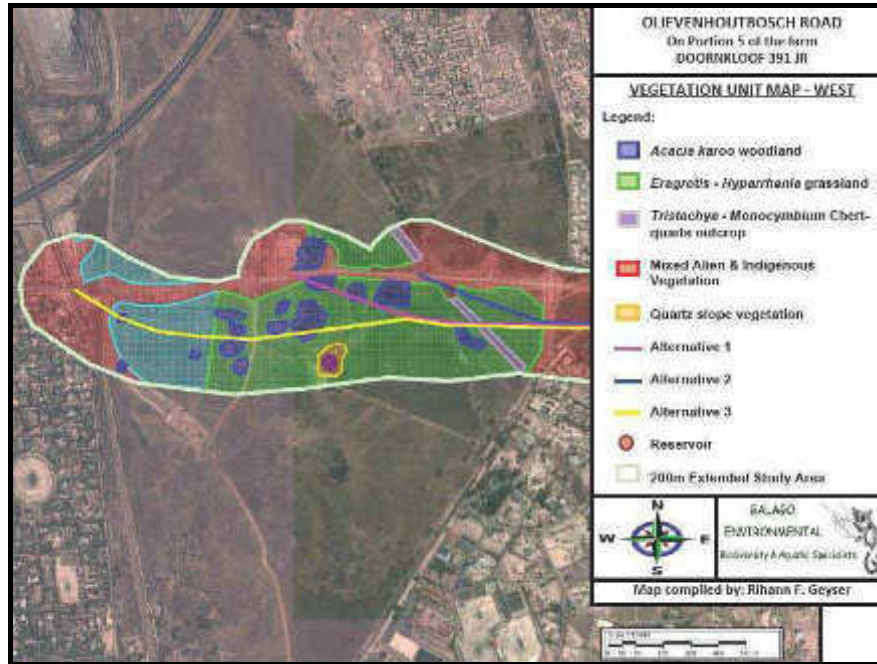 OLIEVENHOUTBOSCH ROAD
On Portion 5 of the farm
DOORNKLOOF 391 JR
VEGETATION UNIT MAP - WEST
Legend:
Acacia karoo woodland
Eragrotis - Hyparrhenia grassland
Tristachya - Monocymbium Chert-
quartz outcrop
Mixed Alien & Indigenous
Vegetation
Quartz slope vegetation
Alternative 1
Alternative 2
Alternative 3
Reservoir
200m Extended Study Area
N
W E
S
GALAGO
ENVIRONMENTAL
Biodiversity & Aquatic Specialists
Map compiled by: Rihann F. Geyser